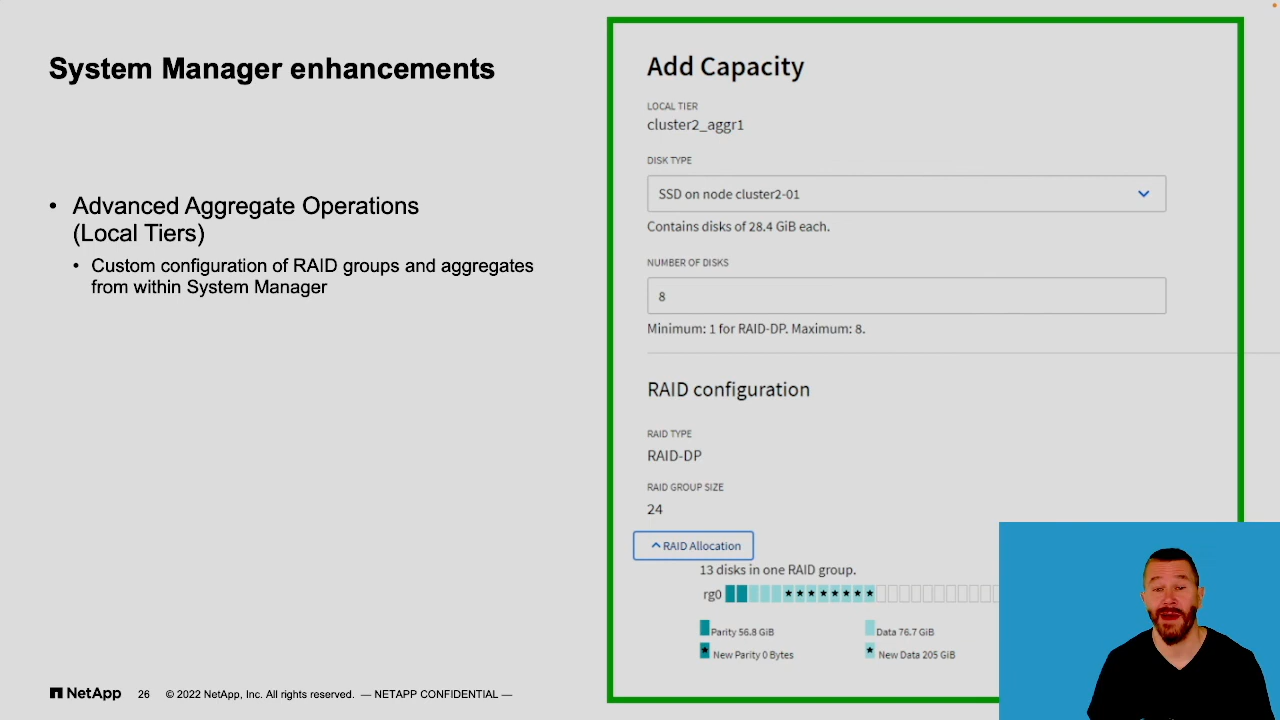 System Manager enhancements
• Advanced Aggregate Operations
(Local Tiers)
• Custom configuration of RAID groups and aggregates
from within System Manager
Add Capacity
LOCAL TIER
cluster2_aggr1
DISK TYPE
SSD on node cluster2-01
Contains disks of 28.4 GiB each.
NUMBER OF DISKS
8
Minimum: 1 for RAID-DP. Maximum: 8.
RAID configuration
RAID TYPE
RAID-DP
RAID GROUP SIZE
24
RAID Allocation
13 disks in one RAID group.
rg0
Parity 56.8 GiB
Data 76.7 GiB
New Parity 0 Bytes
New Data 205 GiB
NetApp 26 © 2022 NetApp, Inc. All rights reserved. — NETAPP CONFIDENTIAL —